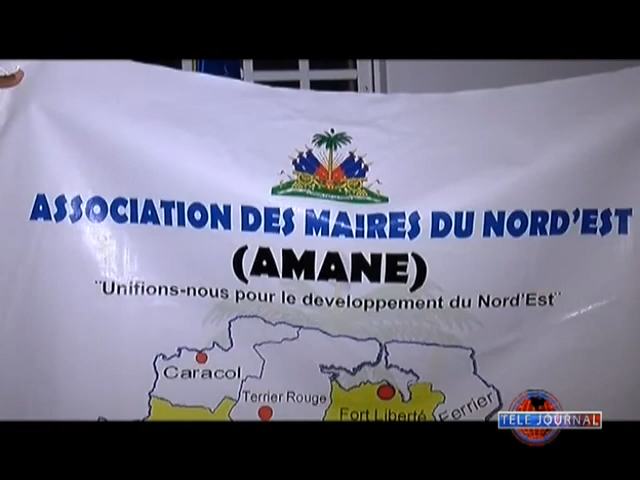 ASSOCIATION DES MAIRES DU NORD'EST
(AMANE)
"Unifions-nous pour le developpement du Nord'Est"
Caracol
Terrier Rouge
Fort Liberté
Ferrier
TELE JOURNAL